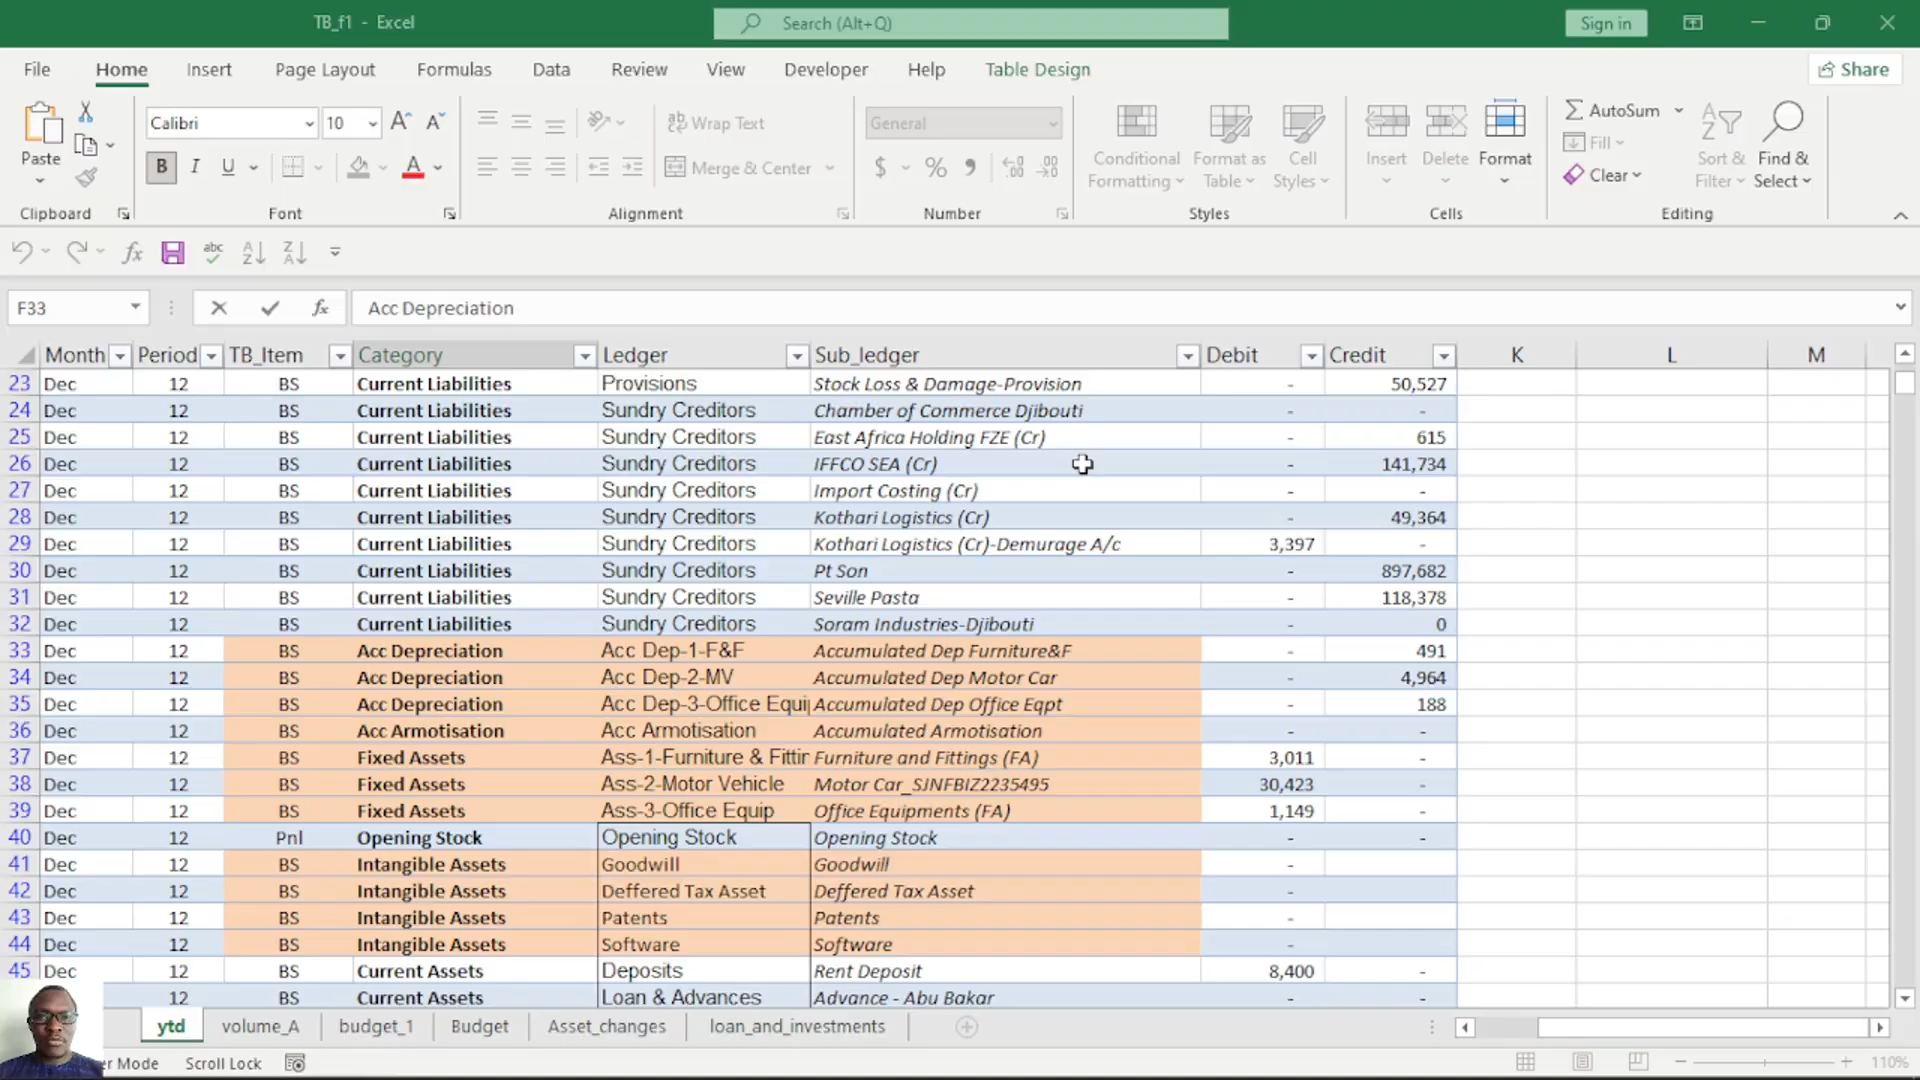 TB_f1 - Excel
Search (Alt+Q)
Sign in
File Home Insert Page Layout Formulas Data Review View Developer Help Table Design Share
Paste
Calibri 10
Wrap Text
General
AutoSum
B I U
Merge & Center
Conditional Formatting
Format as Table
Cell Styles
Insert Delete Format
Fill
Clear
Sort & Filter
Find & Select
Clipboard Font Alignment Number Styles Cells Editing
F33 fx Acc Depreciation
Month Period TB_Item Category Ledger Sub_ledger Debit Credit K L M
23 Dec 12 BS Current Liabilities Provisions Stock Loss & Damage-Provision - 50,527
24 Dec 12 BS Current Liabilities Sundry Creditors Chamber of Commerce Djibouti - -
25 Dec 12 BS Current Liabilities Sundry Creditors East Africa Holding FZE (Cr) - 615
26 Dec 12 BS Current Liabilities Sundry Creditors IFFCO SEA (Cr) - 141,734
27 Dec 12 BS Current Liabilities Sundry Creditors Import Costing (Cr) - -
28 Dec 12 BS Current Liabilities Sundry Creditors Kothari Logistics (Cr) - 49,364
29 Dec 12 BS Current Liabilities Sundry Creditors Kothari Logistics (Cr)-Demurage A/c 3,397 -
30 Dec 12 BS Current Liabilities Sundry Creditors Pt Son - 897,682
31 Dec 12 BS Current Liabilities Sundry Creditors Seville Pasta - 118,378
32 Dec 12 BS Current Liabilities Sundry Creditors Soram Industries-Djibouti - 0
33 Dec 12 BS Acc Depreciation Acc Dep-1-F&F Accumulated Dep Furniture&F - 491
34 Dec 12 BS Acc Depreciation Acc Dep-2-MV Accumulated Dep Motor Car - 4,964
35 Dec 12 BS Acc Depreciation Acc Dep-3-Office Equi Accumulated Dep Office Eqpt - 188
36 Dec 12 BS Acc Armotisation Acc Armotisation Accumulated Armotisation - -
37 Dec 12 BS Fixed Assets Ass-1-Furniture & Fittin Furniture and Fittings (FA) 3,011 -
38 Dec 12 BS Fixed Assets Ass-2-Motor Vehicle Motor Car_SJNFBIZ2235495 30,423 -
39 Dec 12 BS Fixed Assets Ass-3-Office Equip Office Equipments (FA) 1,149 -
40 Dec 12 Pnl Opening Stock Opening Stock Opening Stock - -
41 Dec 12 BS Intangible Assets Goodwill Goodwill -
42 Dec 12 BS Intangible Assets Deffered Tax Asset Deffered Tax Asset -
43 Dec 12 BS Intangible Assets Patents Patents -
44 Dec 12 BS Intangible Assets Software Software -
45 Dec 12 BS Current Assets Deposits Rent Deposit 8,400 -
12 BS Current Assets Loan & Advances Advance - Abu Bakar - -
ytd volume_A budget_1 Budget Asset_changes loan_and_investments
er Mode Scroll Lock 110%